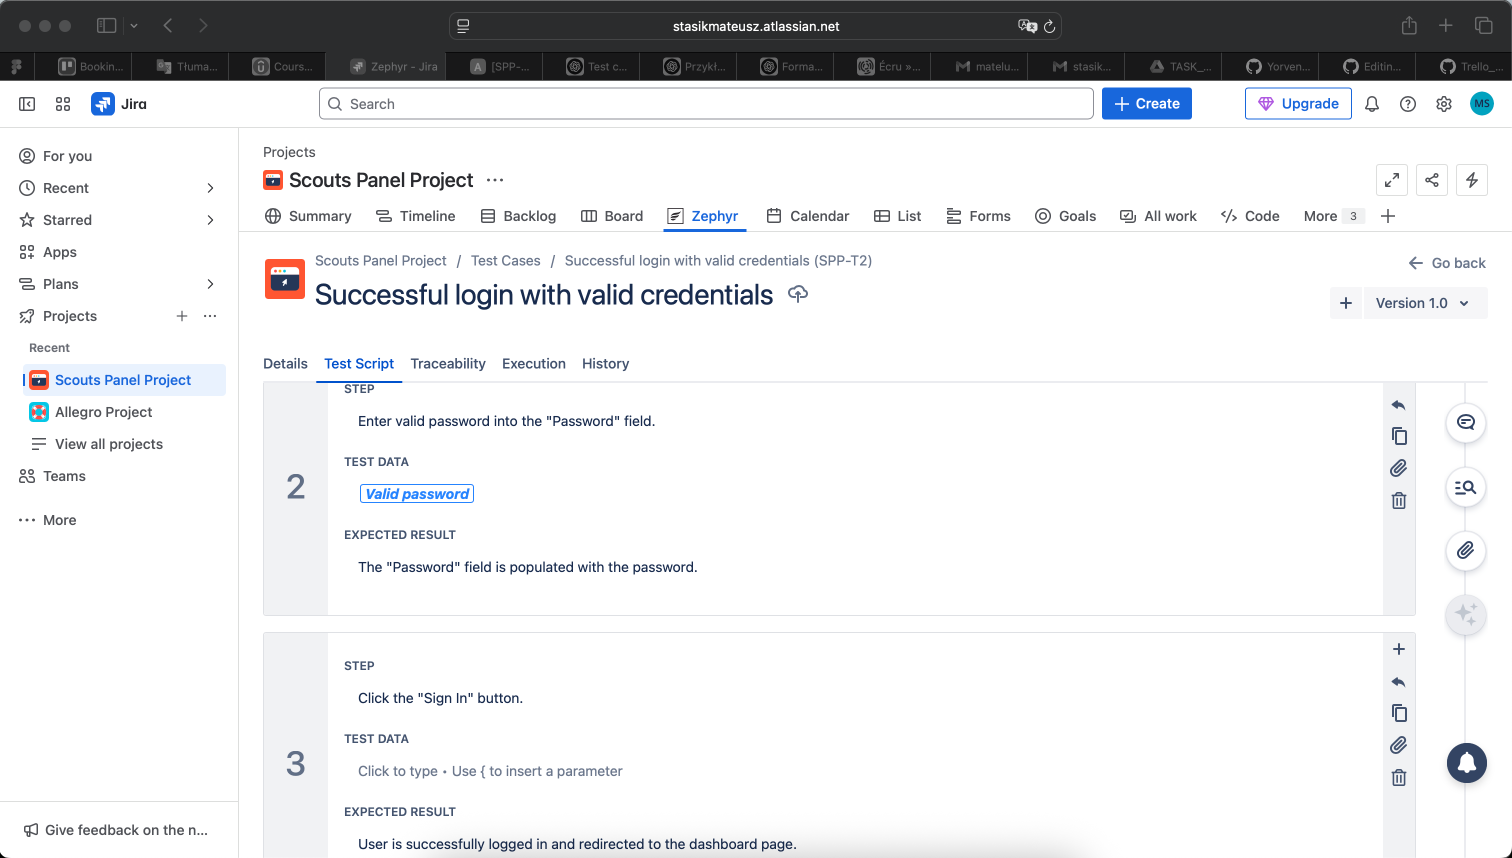 stasikmateusz.atlassian.net
Bookin...
Tłuma...
Cours...
Zephyr - Jira
[SPP-...
Test c...
Przykł...
Forma...
Écru »...
matelu...
stasik...
TASK_...
Yorven...
Editin...
Trello_...
Jira
Search
Create
Upgrade
MS
For you
Recent
Starred
Apps
Plans
Projects
Recent
Scouts Panel Project
Allegro Project
View all projects
Teams
More
Give feedback on the n...
Projects
Scouts Panel Project
Summary
Timeline
Backlog
Board
Zephyr
Calendar
List
Forms
Goals
All work
Code
More 3
Scouts Panel Project / Test Cases / Successful login with valid credentials (SPP-T2)
Go back
Successful login with valid credentials
Version 1.0
Details
Test Script
Traceability
Execution
History
2
STEP
Enter valid password into the "Password" field.
TEST DATA
Valid password
EXPECTED RESULT
The "Password" field is populated with the password.
3
STEP
Click the "Sign In" button.
TEST DATA
Click to type • Use { to insert a parameter
EXPECTED RESULT
User is successfully logged in and redirected to the dashboard page.